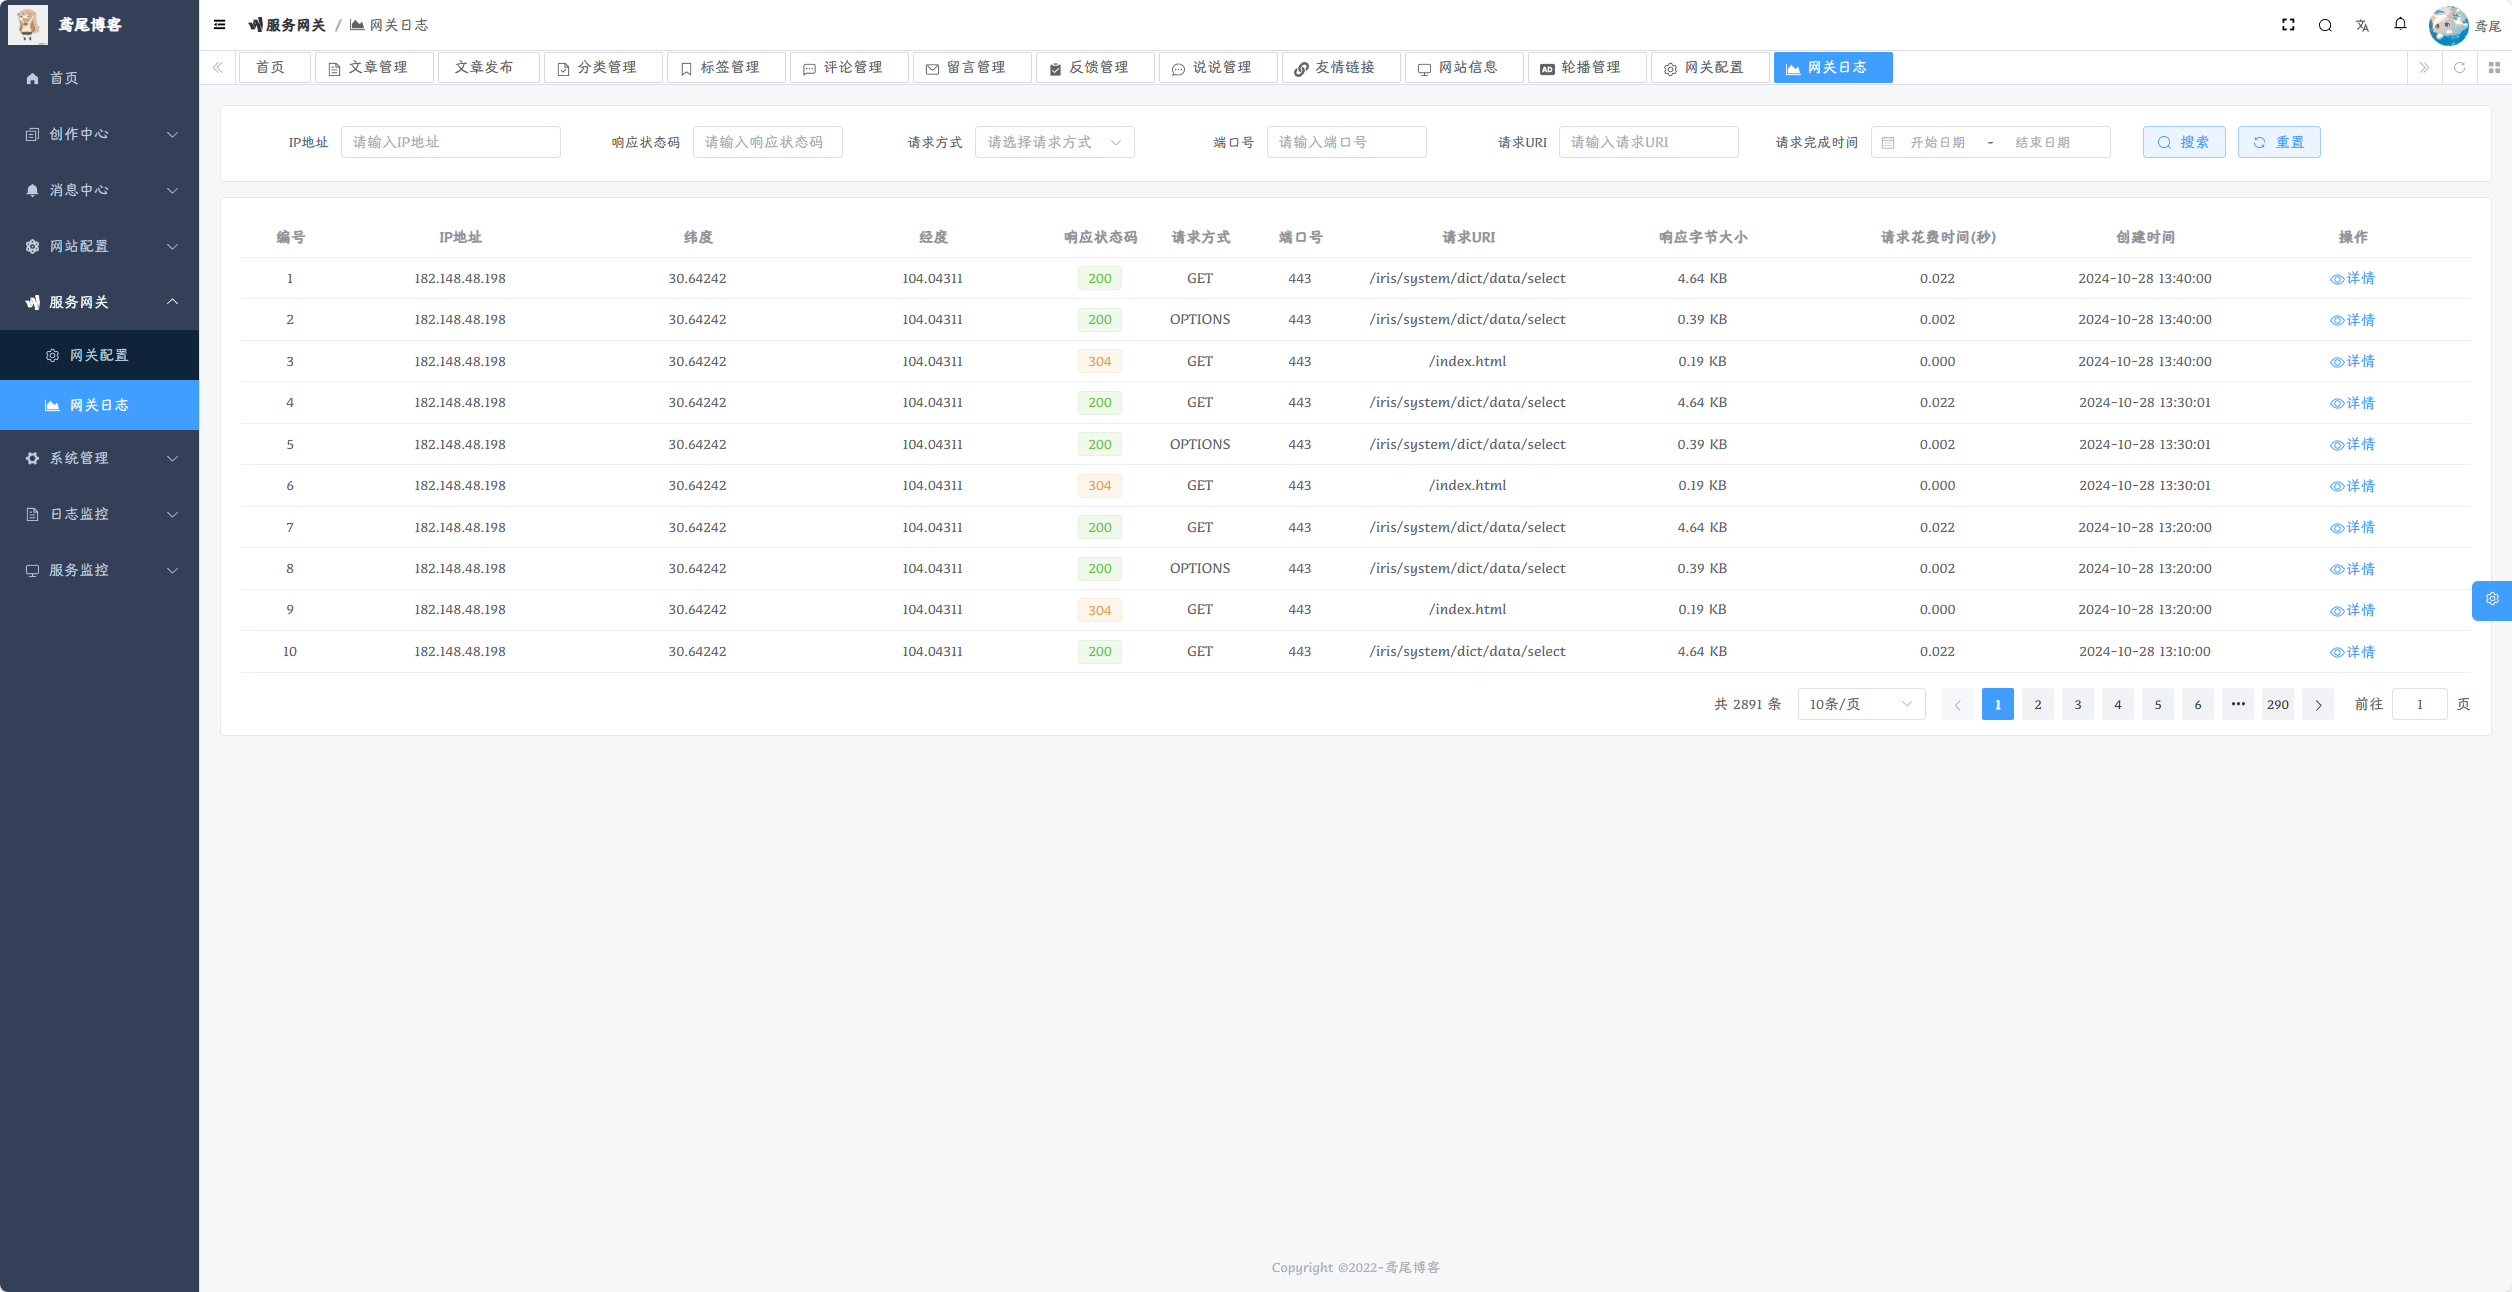 鸢尾博客
首页
创作中心
消息中心
网站配置
服务网关
网关配置
网关日志
系统管理
日志监控
服务监控
服务网关 / 网关日志
鸢尾
首页 文章管理 文章发布 分类管理 标签管理 评论管理 留言管理 反馈管理 说说管理 友情链接 网站信息 AD 轮播管理 网关配置 网关日志
IP地址 请输入IP地址 响应状态码 请输入响应状态码 请求方式 请选择请求方式 端口号 请输入端口号 请求URI 请输入请求URI 请求完成时间 开始日期 - 结束日期 搜索 重置
编号 IP地址 纬度 经度 响应状态码 请求方式 端口号 请求URI 响应字节大小 请求花费时间(秒) 创建时间 操作
1 182.148.48.198 30.64242 104.04311 200 GET 443 /iris/system/dict/data/select 4.64 KB 0.022 2024-10-28 13:40:00 详情
2 182.148.48.198 30.64242 104.04311 200 OPTIONS 443 /iris/system/dict/data/select 0.39 KB 0.002 2024-10-28 13:40:00 详情
3 182.148.48.198 30.64242 104.04311 304 GET 443 /index.html 0.19 KB 0.000 2024-10-28 13:40:00 详情
4 182.148.48.198 30.64242 104.04311 200 GET 443 /iris/system/dict/data/select 4.64 KB 0.022 2024-10-28 13:30:01 详情
5 182.148.48.198 30.64242 104.04311 200 OPTIONS 443 /iris/system/dict/data/select 0.39 KB 0.002 2024-10-28 13:30:01 详情
6 182.148.48.198 30.64242 104.04311 304 GET 443 /index.html 0.19 KB 0.000 2024-10-28 13:30:01 详情
7 182.148.48.198 30.64242 104.04311 200 GET 443 /iris/system/dict/data/select 4.64 KB 0.022 2024-10-28 13:20:00 详情
8 182.148.48.198 30.64242 104.04311 200 OPTIONS 443 /iris/system/dict/data/select 0.39 KB 0.002 2024-10-28 13:20:00 详情
9 182.148.48.198 30.64242 104.04311 304 GET 443 /index.html 0.19 KB 0.000 2024-10-28 13:20:00 详情
10 182.148.48.198 30.64242 104.04311 200 GET 443 /iris/system/dict/data/select 4.64 KB 0.022 2024-10-28 13:10:00 详情
共 2891 条 10条/页 1 2 3 4 5 6 ••• 290 前往 1 页
Copyright ©2022-鸢尾博客